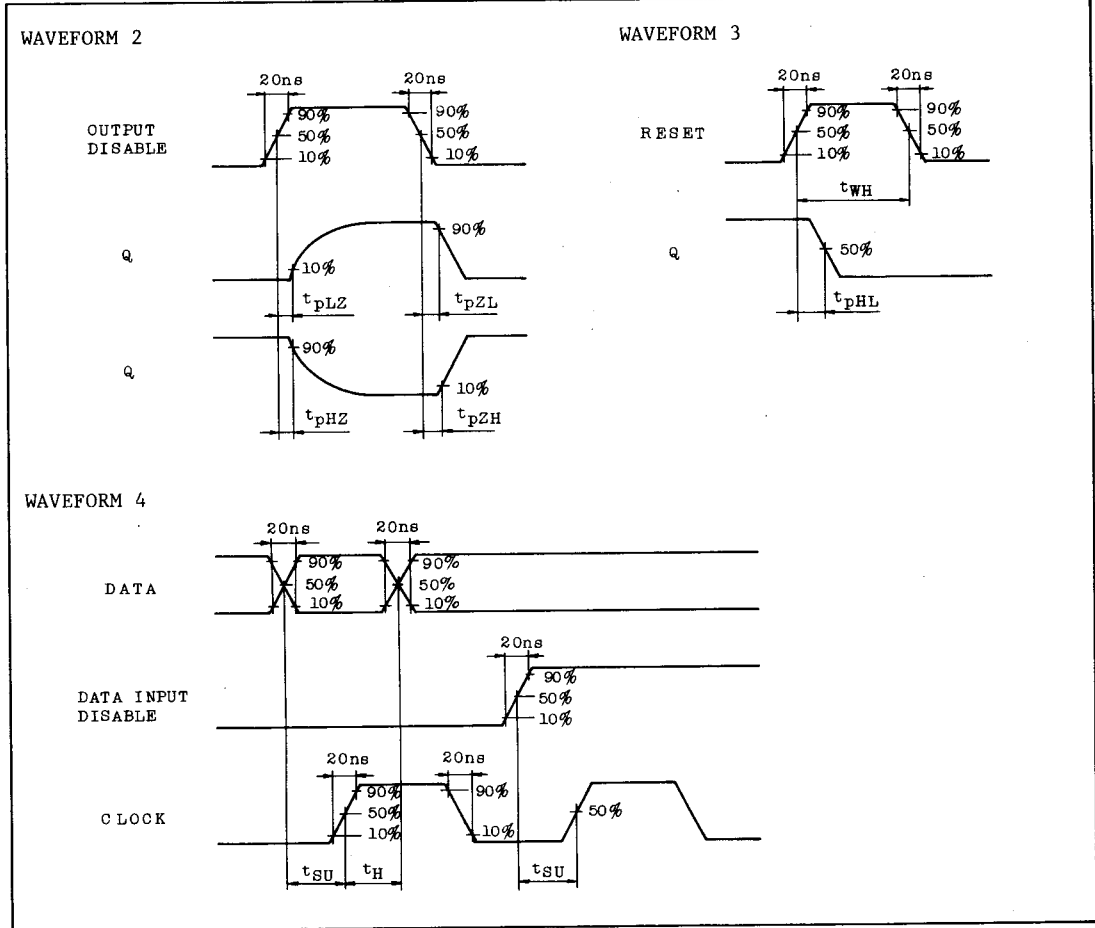 WAVEFORM 2
20ns
20ns
OUTPUT
DISABLE
90%
50%
10%
90%
50%
10%
Q
10%
90%
tpLZ
tpZL
Q
90%
10%
tpHZ
tpZH
WAVEFORM 3
20ns
20ns
RESET
90%
50%
10%
90%
50%
10%
tWH
Q
50%
tpHL
WAVEFORM 4
20ns
20ns
DATA
90%
50%
10%
90%
50%
10%
20ns
DATA INPUT
DISABLE
90%
50%
10%
20ns
20ns
CLOCK
90%
50%
10%
90%
10%
50%
tSU
tH
tSU